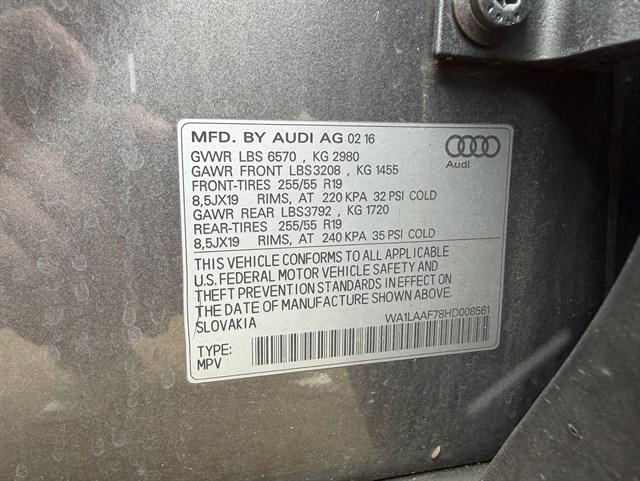 MFD. BY AUDI AG 02 16
Audi
GVWR LBS 6570 , KG 2980
GAWR FRONT LBS3208 , KG 1455
FRONT-TIRES 255/55 R19
8,5JX19 RIMS, AT 220 KPA 32 PSI COLD
GAWR REAR LBS3792 , KG 1720
REAR-TIRES 255/55 R19
8,5JX19 RIMS, AT 240 KPA 35 PSI COLD
THIS VEHICLE CONFORMS TO ALL APPLICABLE
U.S. FEDERAL MOTOR VEHICLE SAFETY AND
THEFT PREVENTION STANDARDS IN EFFECT ON
THE DATE OF MANUFACTURE SHOWN ABOVE.
SLOVAKIA
WA1LAAF78HD008561
TYPE:
MPV